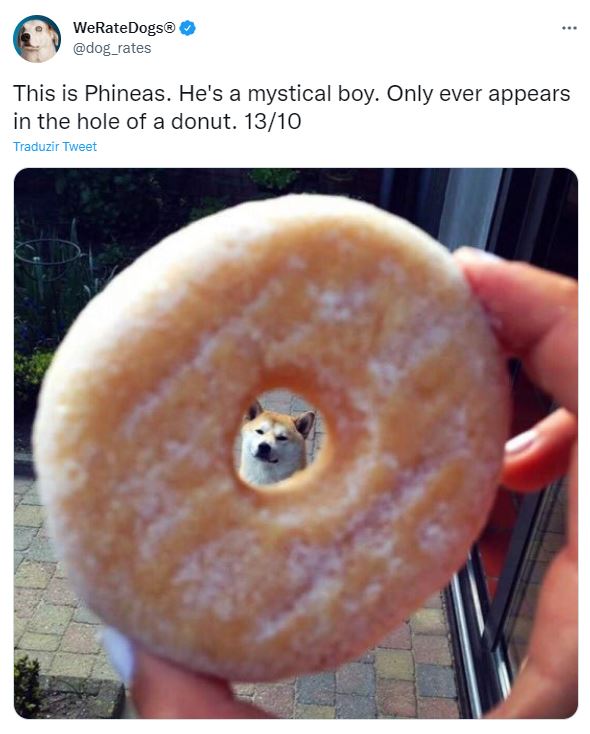 WeRateDogs®
@dog_rates
This is Phineas. He's a mystical boy. Only ever appears
in the hole of a donut. 13/10
Traduzir Tweet